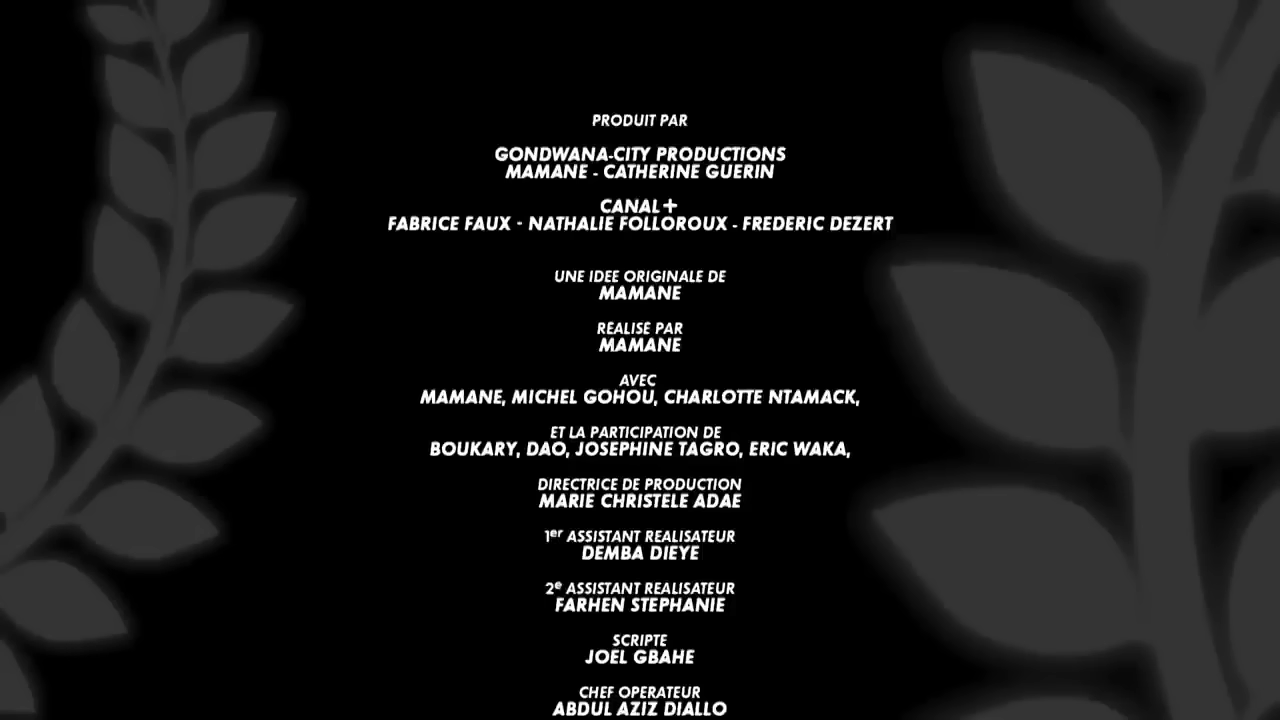 PRODUIT PAR
GONDWANA-CITY PRODUCTIONS
MAMANE - CATHERINE GUERIN
CANAL+
FABRICE FAUX - NATHALIE FOLLOROUX - FREDERIC DEZERT
UNE IDEE ORIGINALE DE
MAMANE
RÉALISÉ PAR
MAMANE
AVEC
MAMANE, MICHEL GOHOU, CHARLOTTE NTAMACK,
ET LA PARTICIPATION DE
BOUKARY, DAO, JOSEPHINE TAGRO, ERIC WAKA,
DIRECTRICE DE PRODUCTION
MARIE CHRISTELE ADAE
1er ASSISTANT REALISATEUR
DEMBA DIEYE
2e ASSISTANT REALISATEUR
FARHEN STEPHANIE
SCRIPTE
JOEL GBAHE
CHEF OPERATEUR
ABDUL AZIZ DIALLO